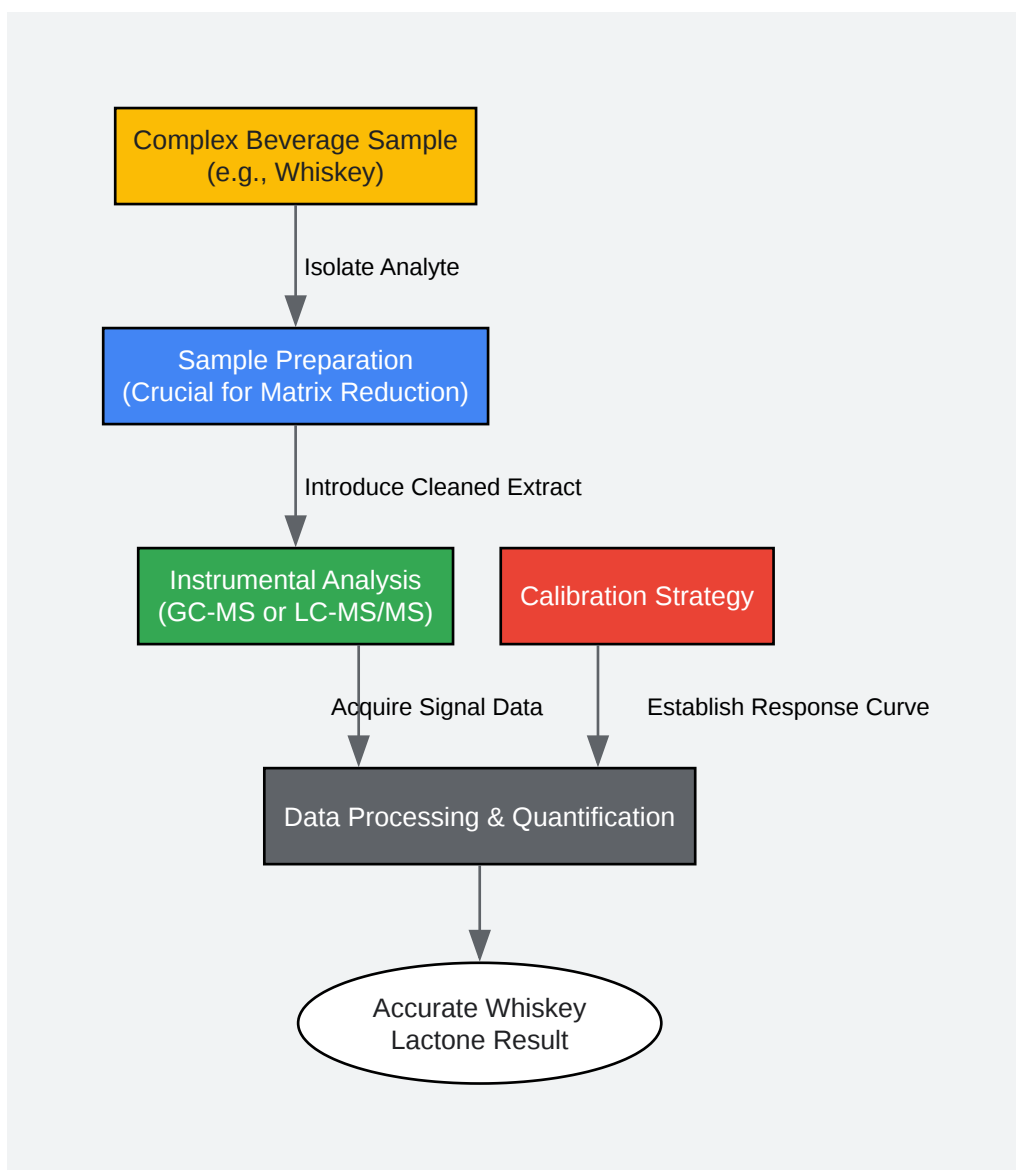 Complex Beverage Sample
(e.g., Whiskey)
Isolate Analyte
Sample Preparation
(Crucial for Matrix Reduction)
Introduce Cleaned Extract
Instrumental Analysis
(GC-MS or LC-MS/MS)
Calibration Strategy
Acquire Signal Data
Establish Response Curve
Data Processing & Quantification
Accurate Whiskey
Lactone Result